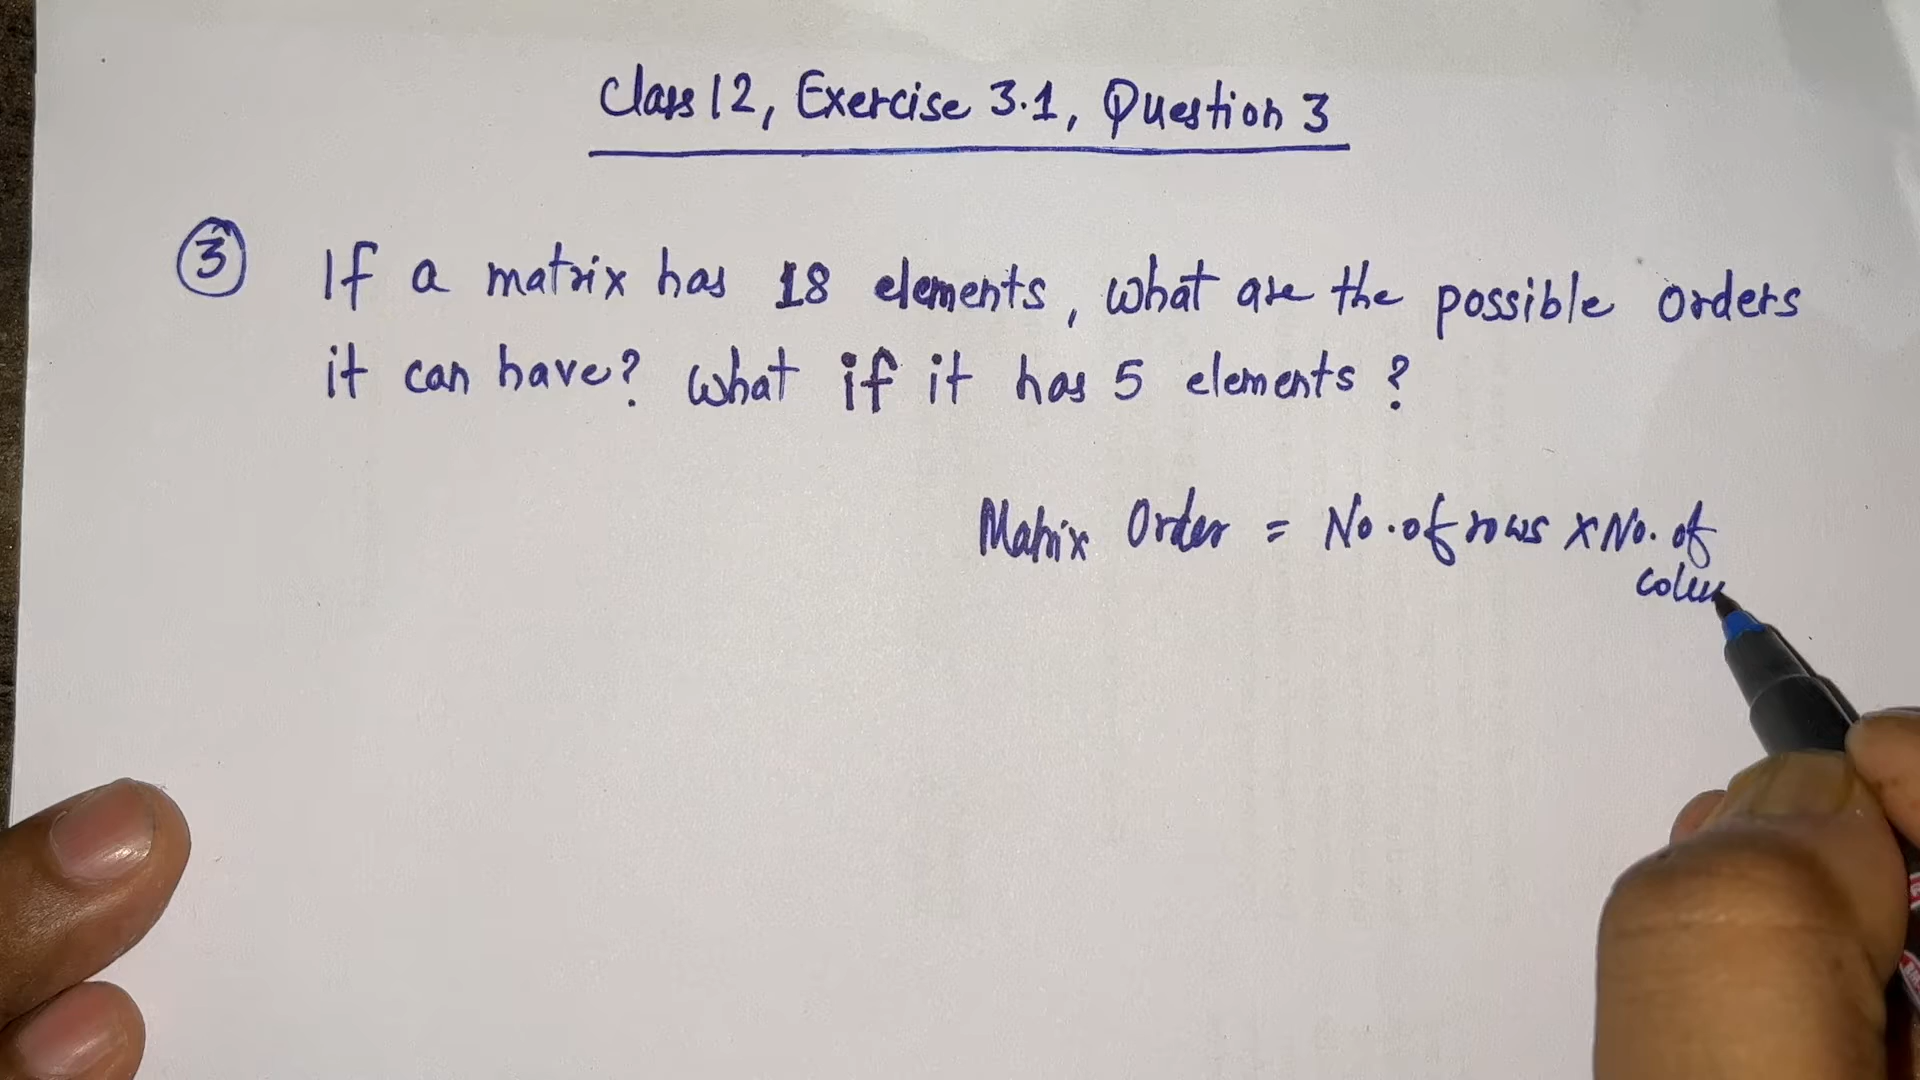 Class 12, Exercise 3.1, Question 3
3 If a matrix has 18 elements, what are the possible orders
it can have? What if it has 5 elements?
Matrix Order = No. of rows x No. of
colu